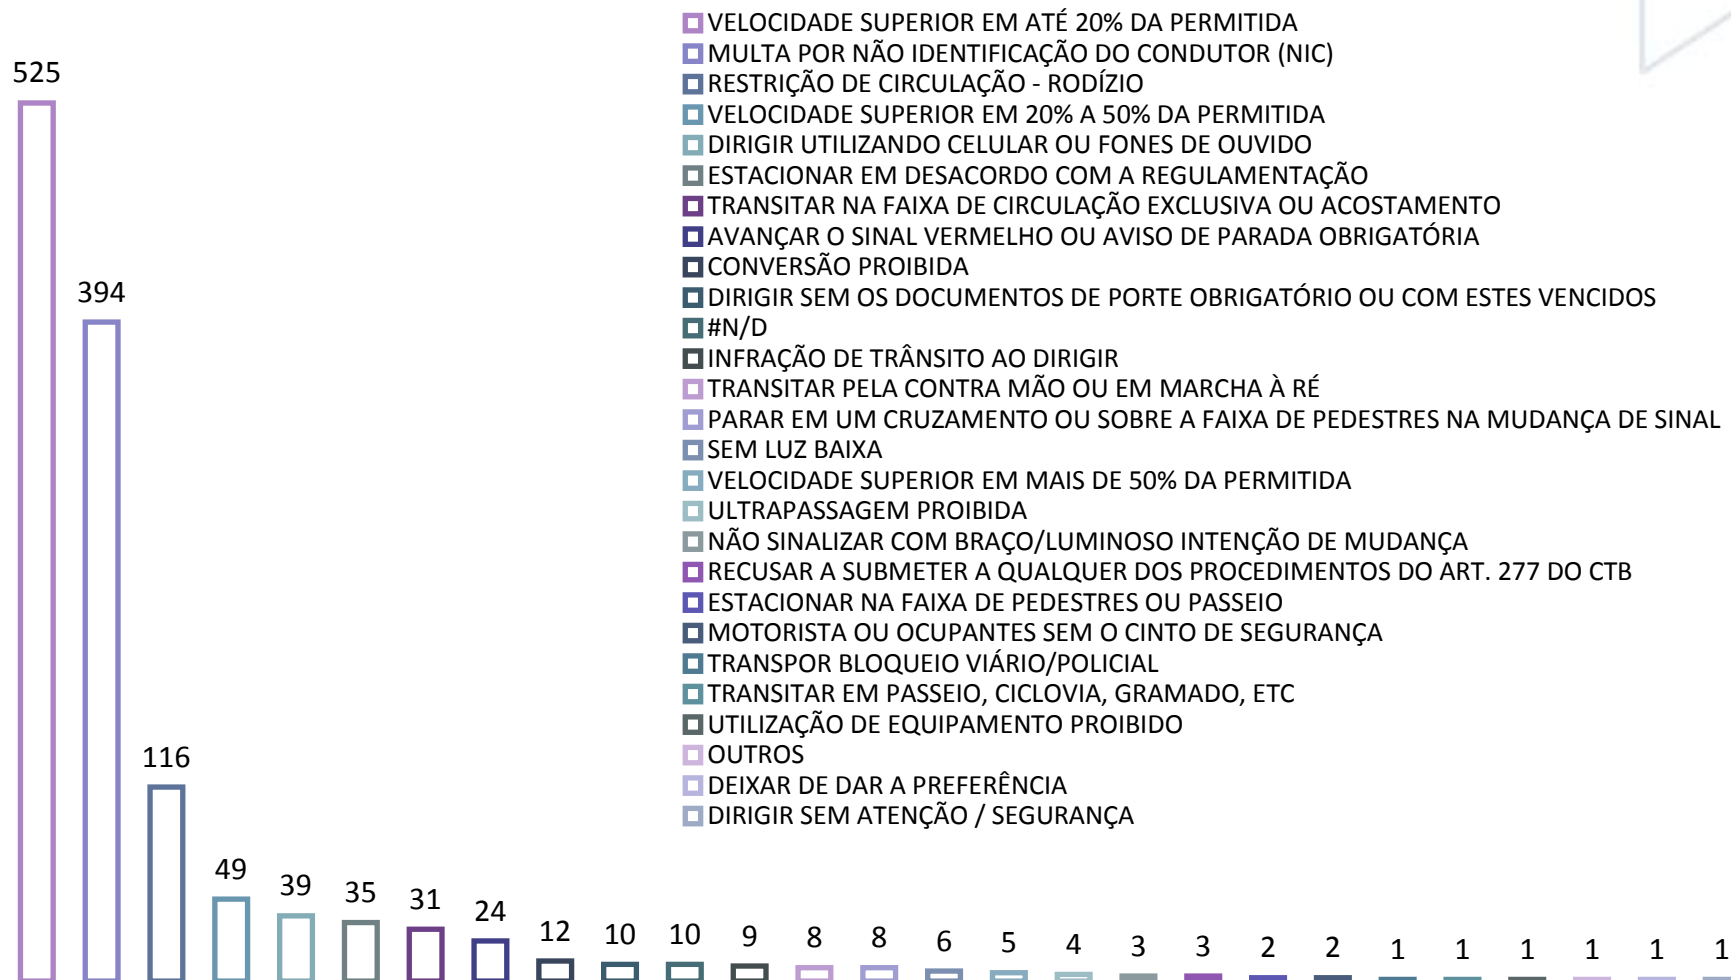 VELOCIDADE SUPERIOR EM ATÉ 20% DA PERMITIDA
MULTA POR NÃO IDENTIFICAÇÃO DO CONDUTOR (NIC)
RESTRIÇÃO DE CIRCULAÇÃO - RODÍZIO
VELOCIDADE SUPERIOR EM 20% A 50% DA PERMITIDA
DIRIGIR UTILIZANDO CELULAR OU FONES DE OUVIDO
ESTACIONAR EM DESACORDO COM A REGULAMENTAÇÃO
TRANSITAR NA FAIXA DE CIRCULAÇÃO EXCLUSIVA OU ACOSTAMENTO
AVANÇAR O SINAL VERMELHO OU AVISO DE PARADA OBRIGATÓRIA
CONVERSÃO PROIBIDA
DIRIGIR SEM OS DOCUMENTOS DE PORTE OBRIGATÓRIO OU COM ESTES VENCIDOS
#N/D
INFRAÇÃO DE TRÂNSITO AO DIRIGIR
TRANSITAR PELA CONTRA MÃO OU EM MARCHA À RÉ
PARAR EM UM CRUZAMENTO OU SOBRE A FAIXA DE PEDESTRES NA MUDANÇA DE SINAL
SEM LUZ BAIXA
VELOCIDADE SUPERIOR EM MAIS DE 50% DA PERMITIDA
ULTRAPASSAGEM PROIBIDA
NÃO SINALIZAR COM BRAÇO/LUMINOSO INTENÇÃO DE MUDANÇA
RECUSAR A SUBMETER A QUALQUER DOS PROCEDIMENTOS DO ART. 277 DO CTB
ESTACIONAR NA FAIXA DE PEDESTRES OU PASSEIO
MOTORISTA OU OCUPANTES SEM O CINTO DE SEGURANÇA
TRANSPOR BLOQUEIO VIÁRIO/POLICIAL
TRANSITAR EM PASSEIO, CICLOVIA, GRAMADO, ETC
UTILIZAÇÃO DE EQUIPAMENTO PROIBIDO
OUTROS
DEIXAR DE DAR A PREFERÊNCIA
DIRIGIR SEM ATENÇÃO / SEGURANÇA
525
394
116
49
39
35
31
24
12
10
10
9
8
8
6
5
4
3
3
2
2
1
1
1
1
1
1